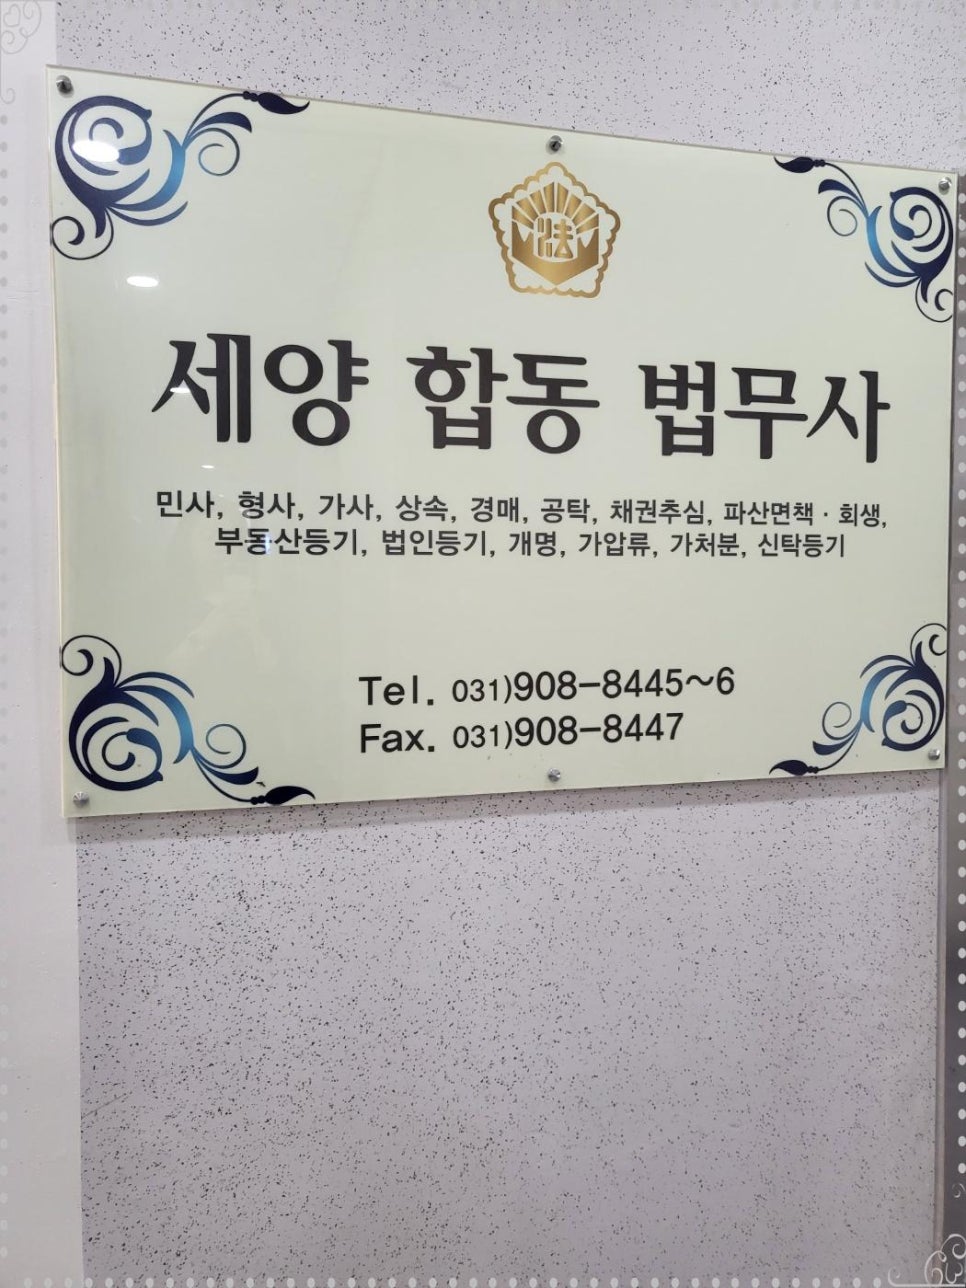 法
세양 합동 법무사
민사, 형사, 가사, 상속, 경매, 공탁, 채권추심, 파산면책 · 회생,
부동산등기, 법인등기, 개명, 가압류, 가처분, 신탁등기
Tel. 031)908-8445~6
Fax. 031)908-8447